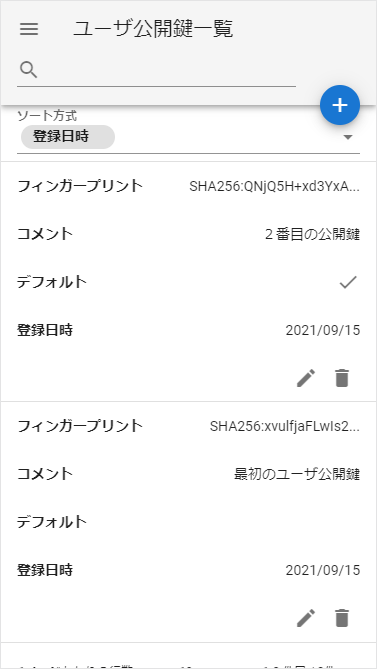 ユーザ公開鍵一覧
ソート方式
登録日時
フィンガープリント SHA256:QNjQ5H+xd3YxA...
コメント 2番目の公開鍵
デフォルト
登録日時 2021/09/15
フィンガープリント SHA256:xvulfjaFLwIs2...
コメント 最初のユーザ公開鍵
デフォルト
登録日時 2021/09/15